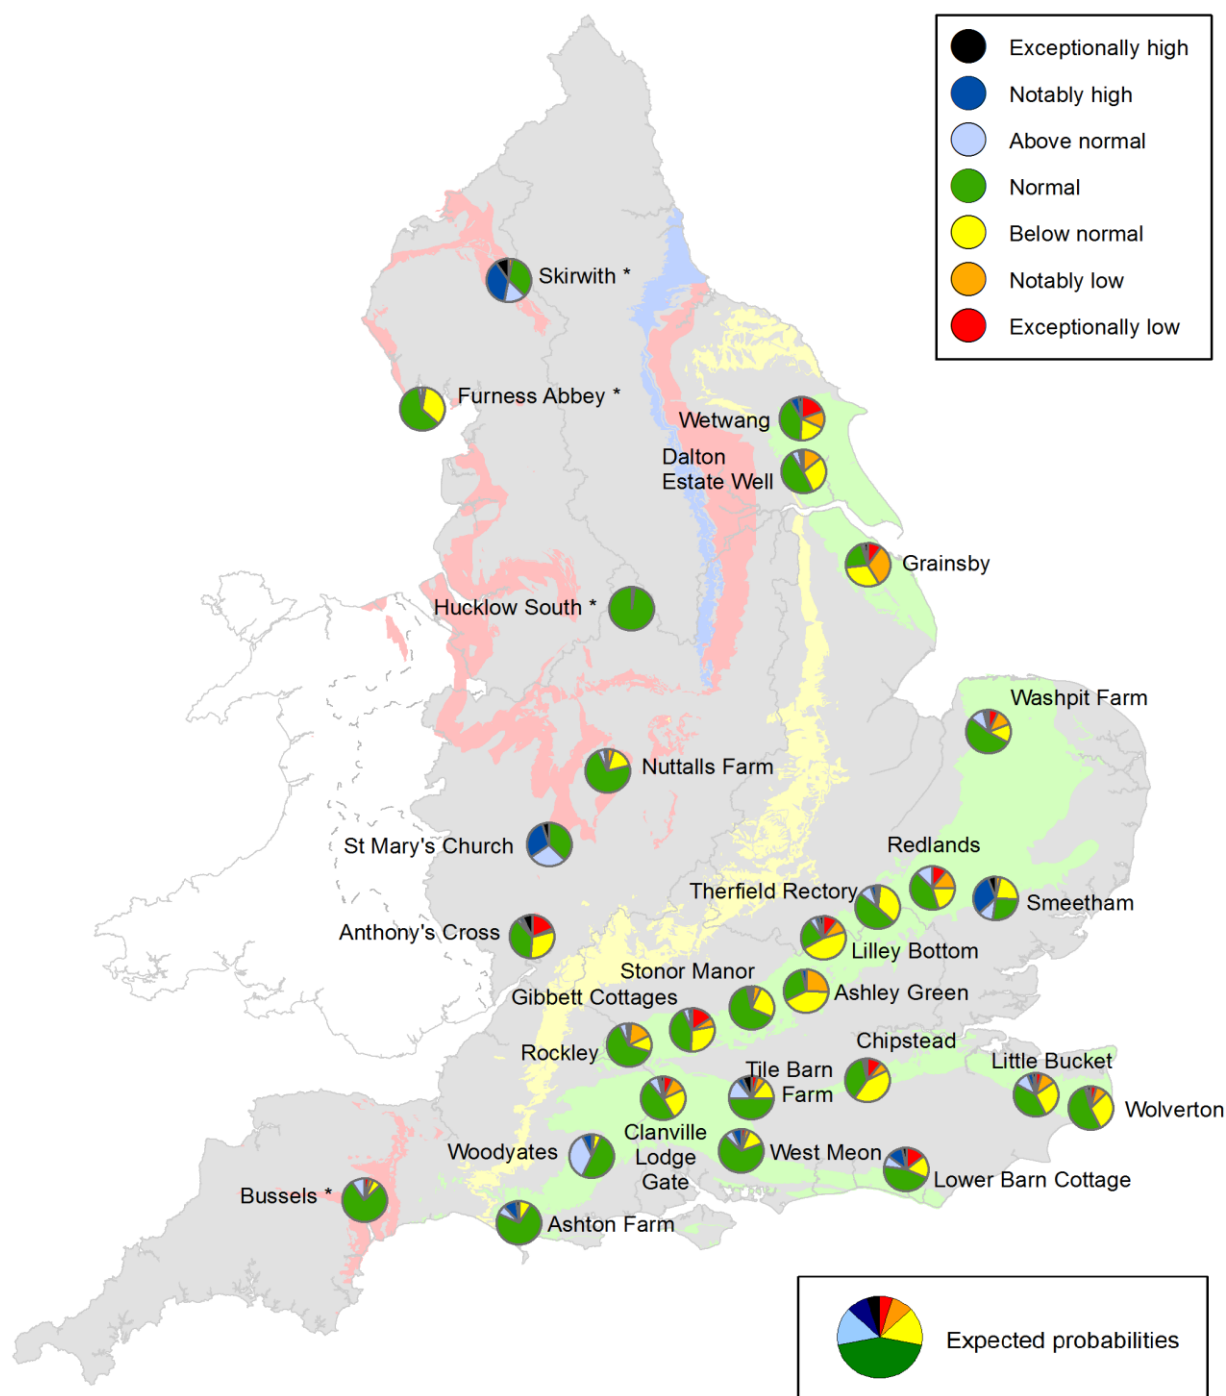 Exceptionally high
Notably high
Above normal
Normal
Below normal
Notably low
Exceptionally low
Skirwith *
Furness Abbey *
Wetwang
Dalton
Estate Well
Grainsby
Hucklow South *
Washpit Farm
Nuttalls Farm
St Mary's Church
Redlands
Therfield Rectory
Smeetham
Anthony's Cross
Lilley Bottom
Stonor Manor
Ashley Green
Gibbett Cottages
Rockley
Chipstead
Tile Barn
Farm
Little Bucket
Wolverton
Clanville
Lodge
Gate
Woodyates
West Meon
Lower Barn Cottage
Bussels *
Ashton Farm
Expected probabilities